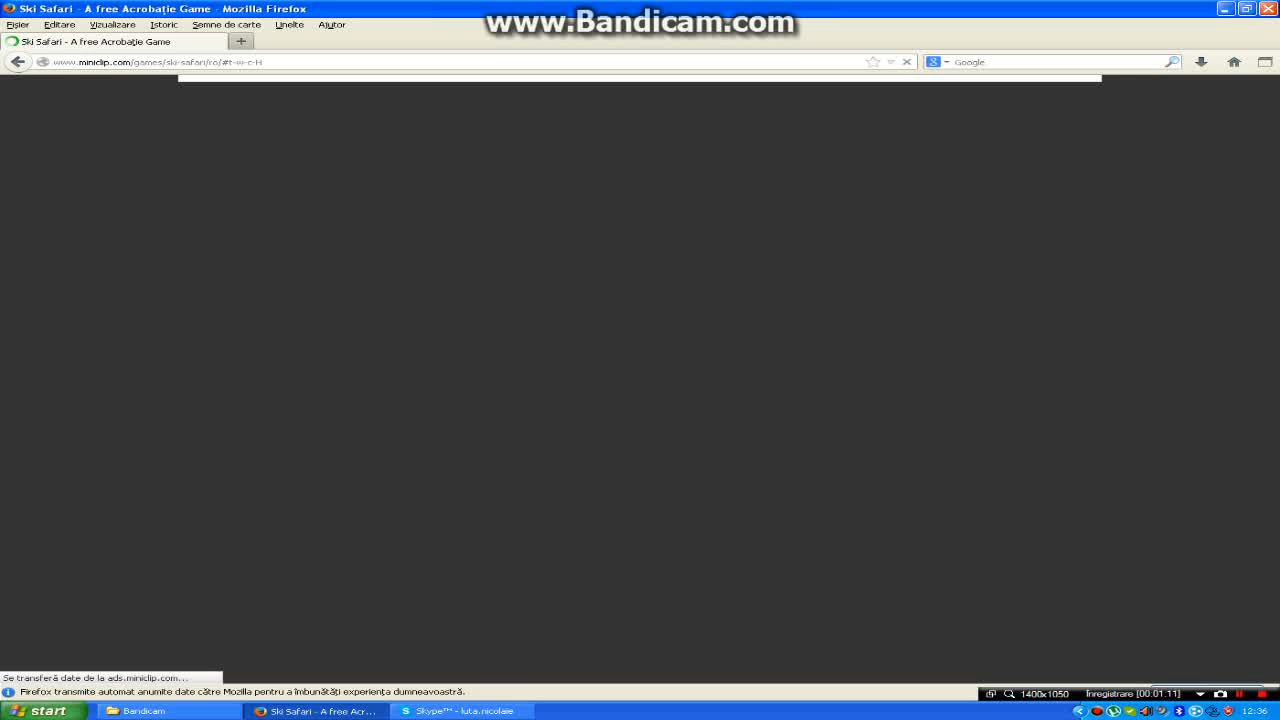 Ski Safari - A free Acrobaţie Game - Mozilla Firefox
www.Bandicam.com
Fișier Editare Vizualizare Istoric Semne de carte Unelte Ajutor
Ski Safari - A free Acrobaţie Game
www.miniclip.com/games/ski-safari/ro/#t-w-c-H
Google
Se transferă date de la ads.miniclip.com...
Firefox transmite automat anumite date către Mozilla pentru a îmbunătăți experiența dumneavoastră.
1400x1050 Înregistrare [00:01:11]
start Bandicam Ski Safari - A free Acr... Skype™ - luta.nicolaie 12:36